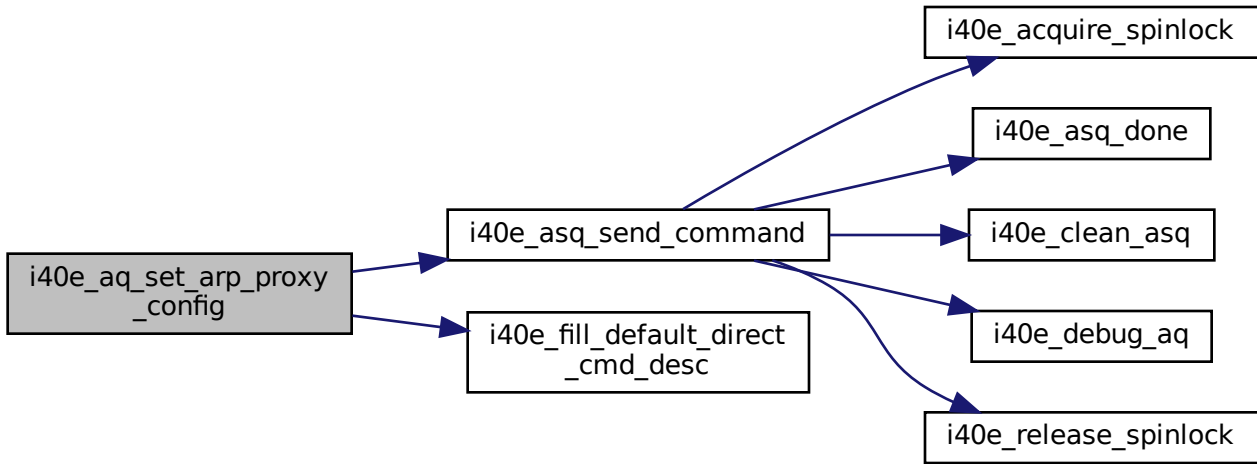 i40e_aq_set_arp_proxy
_config
i40e_asq_send_command
i40e_fill_default_direct
_cmd_desc
i40e_acquire_spinlock
i40e_asq_done
i40e_clean_asq
i40e_debug_aq
i40e_release_spinlock